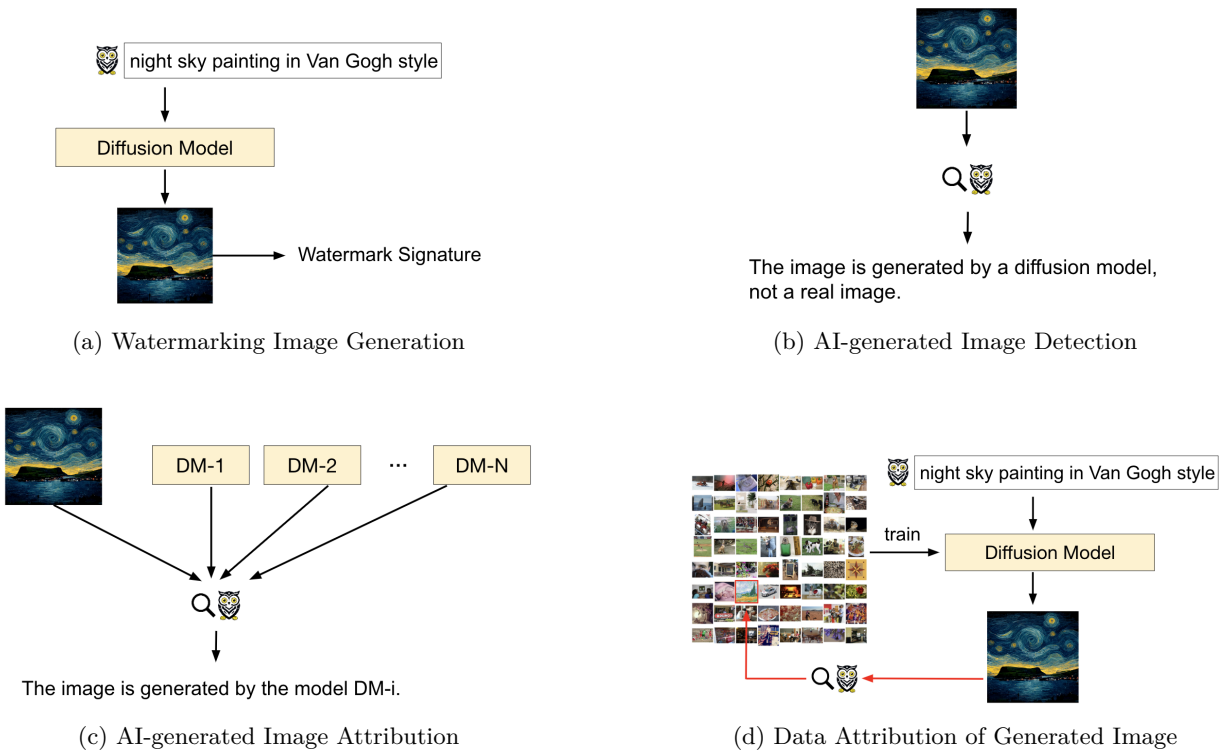 night sky painting in Van Gogh style
Diffusion Model
Watermark Signature
(a) Watermarking Image Generation
The image is generated by a diffusion model,
not a real image.
(b) AI-generated Image Detection
DM-1
DM-2
...
DM-N
The image is generated by the model DM-i.
(c) AI-generated Image Attribution
night sky painting in Van Gogh style
train
Diffusion Model
(d) Data Attribution of Generated Image